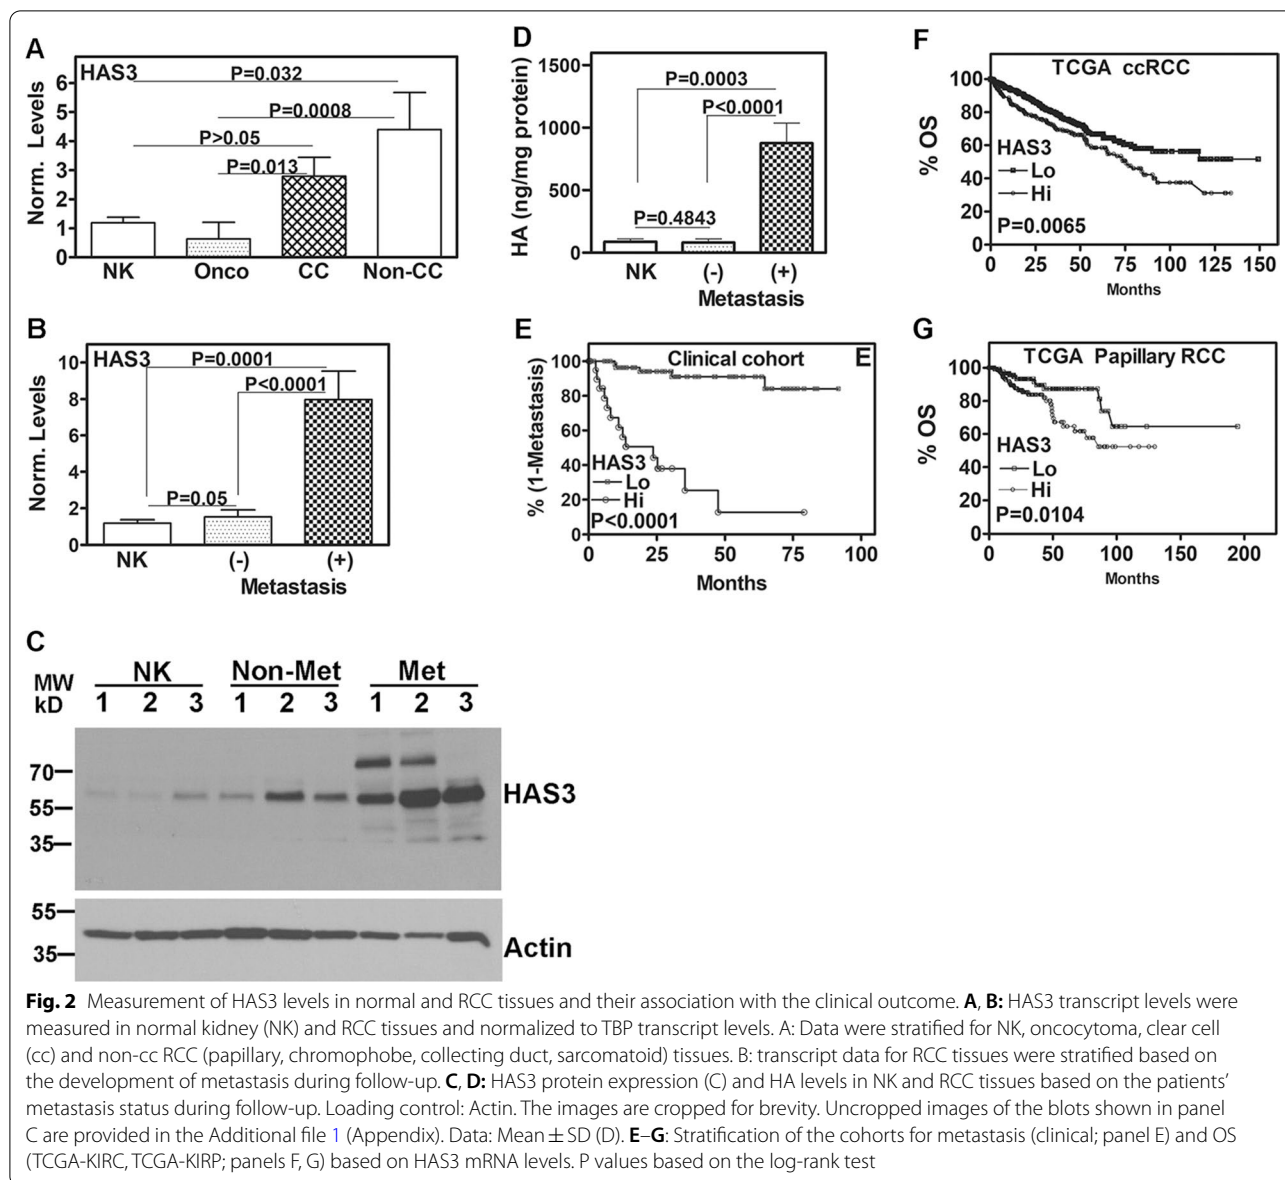 A
HAS3
P=0.032
P=0.0008
P>0.05
P=0.013
Norm. Levels
6
5
4
3
2
1
0
NK Onco CC Non-CC
B
HAS3
P=0.0001
P<0.0001
P=0.05
Norm. Levels
10
8
6
4
2
0
NK (-) (+)
Metastasis
D
P=0.0003
P<0.0001
P=0.4843
HA (ng/mg protein)
1500
1000
500
0
NK (-) (+)
Metastasis
E
Clinical cohort E
% (1-Metastasis)
100
80
60
40
20
0
HAS3
Lo
Hi
P<0.0001
0 25 50 75 100
Months
F
TCGA ccRCC
% OS
100
80
60
40
20
0
HAS3
Lo
Hi
P=0.0065
0 25 50 75 100 125 150
Months
G
TCGA Papillary RCC
% OS
100
80
60
40
20
0
HAS3
Lo
Hi
P=0.0104
0 50 100 150 200
Months
C
NK Non-Met Met
MW
kD
1 2 3 1 2 3 1 2 3
70
55
35
HAS3
55
35
Actin
Fig. 2 Measurement of HAS3 levels in normal and RCC tissues and their association with the clinical outcome. A, B: HAS3 transcript levels were
measured in normal kidney (NK) and RCC tissues and normalized to TBP transcript levels. A: Data were stratified for NK, oncocytoma, clear cell
(cc) and non-cc RCC (papillary, chromophobe, collecting duct, sarcomatoid) tissues. B: transcript data for RCC tissues were stratified based on
the development of metastasis during follow-up. C, D: HAS3 protein expression (C) and HA levels in NK and RCC tissues based on the patients’
metastasis status during follow-up. Loading control: Actin. The images are cropped for brevity. Uncropped images of the blots shown in panel
C are provided in the Additional file 1 (Appendix). Data: Mean ± SD (D). E–G: Stratification of the cohorts for metastasis (clinical; panel E) and OS
(TCGA-KIRC, TCGA-KIRP; panels F, G) based on HAS3 mRNA levels. P values based on the log-rank test